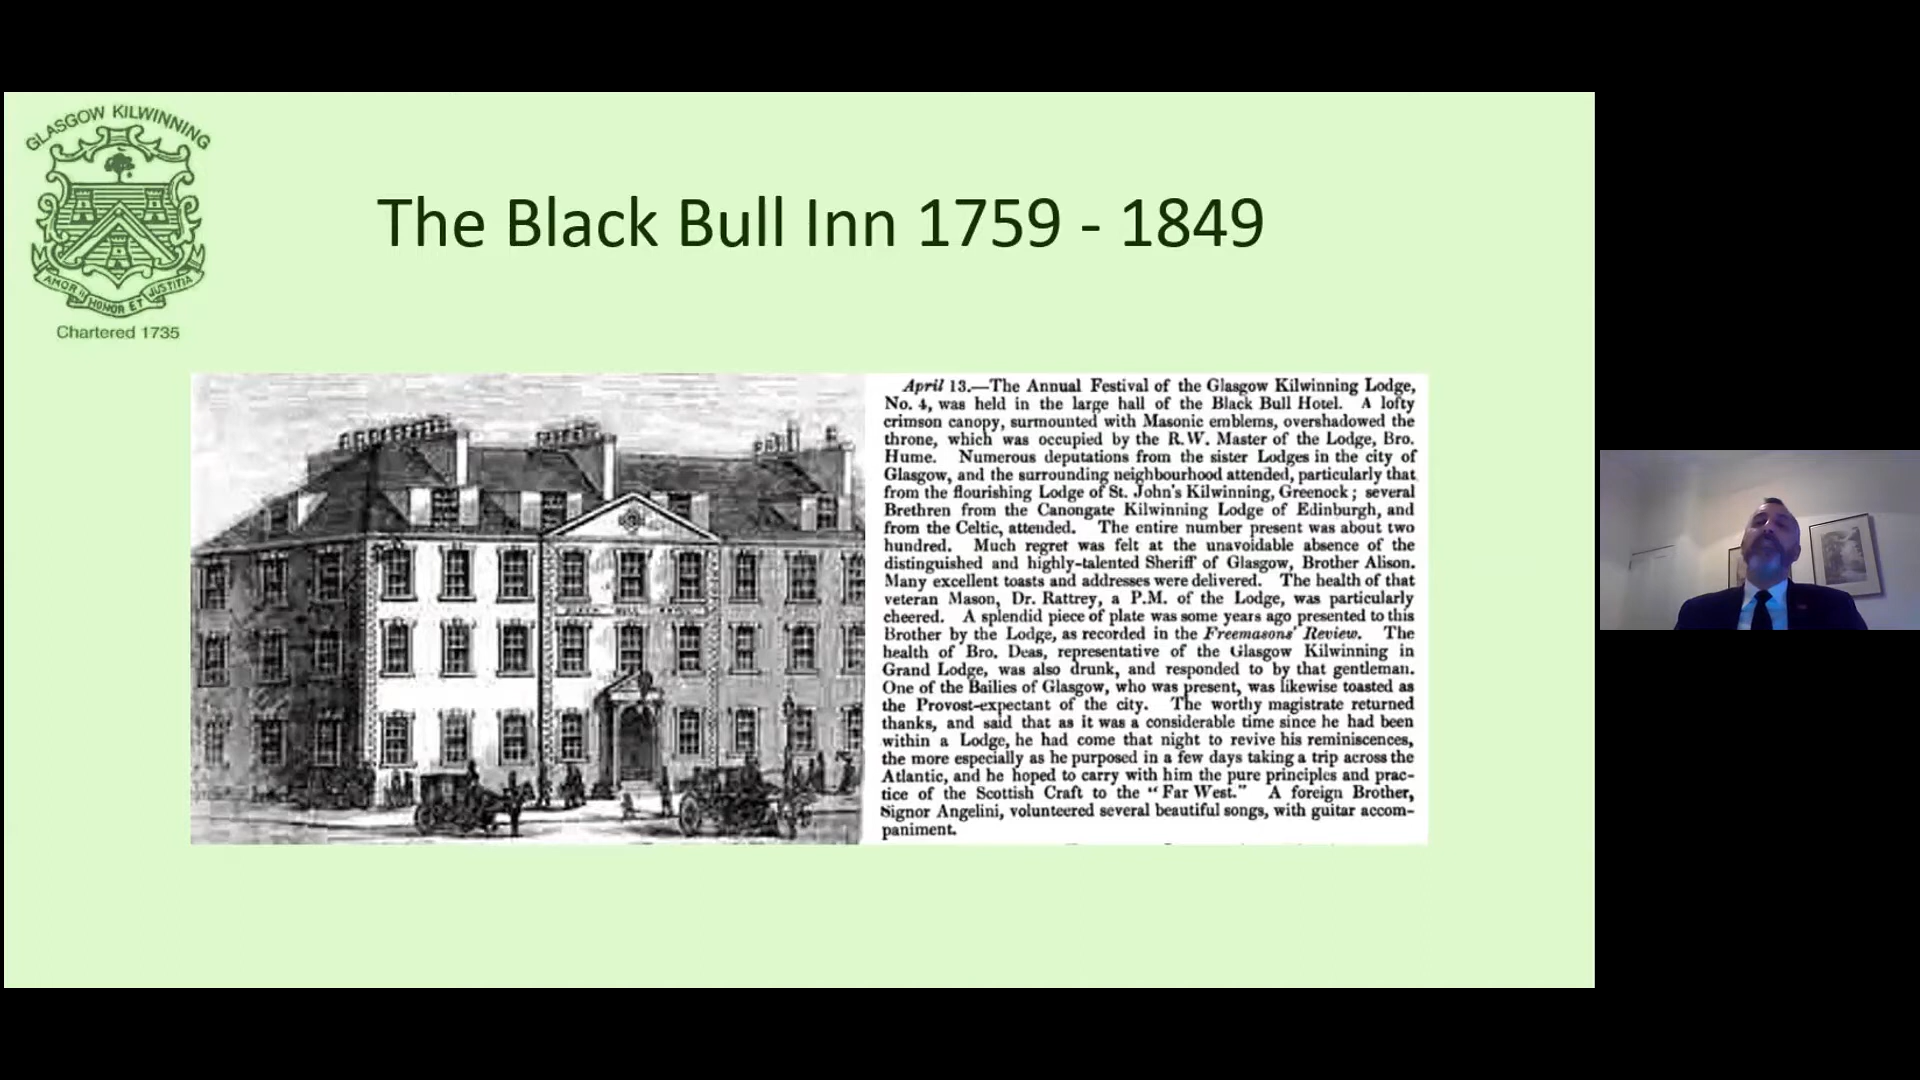 GLASGOW KILWINNING
AMOR HONOR ET JUSTITIA
Chartered 1735
The Black Bull Inn 1759 - 1849
April 13.—The Annual Festival of the Glasgow Kilwinning Lodge,
No. 4, was held in the large hall of the Black Bull Hotel. A lofty
crimson canopy, surmounted with Masonic emblems, overshadowed the
throne, which was occupied by the R.W. Master of the Lodge, Bro.
Hume. Numerous deputations from the sister Lodges in the city of
Glasgow, and the surrounding neighbourhood attended, particularly that
from the flourishing Lodge of St. John's Kilwinning, Greenock; several
Brethren from the Canongate Kilwinning Lodge of Edinburgh, and
from the Celtic, attended. The entire number present was about two
hundred. Much regret was felt at the unavoidable absence of the
distinguished and highly-talented Sheriff of Glasgow, Brother Alison.
Many excellent toasts and addresses were delivered. The health of that
veteran Mason, Dr. Rattrey, a P.M. of the Lodge, was particularly
cheered. A splendid piece of plate was some years ago presented to this
Brother by the Lodge, as recorded in the Freemasons' Review. The
health of Bro. Deas, representative of the Glasgow Kilwinning in
Grand Lodge, was also drunk, and responded to by that gentleman.
One of the Bailies of Glasgow, who was present, was likewise toasted as
the Provost-expectant of the city. The worthy magistrate returned
thanks, and said that as it was a considerable time since he had been
within a Lodge, he had come that night to revive his reminiscences,
the more especially as he purposed in a few days taking a trip across the
Atlantic, and he hoped to carry with him the pure principles and prac-
tice of the Scottish Craft to the "Far West." A foreign Brother,
Signor Angelini, volunteered several beautiful songs, with guitar accom-
paniment.